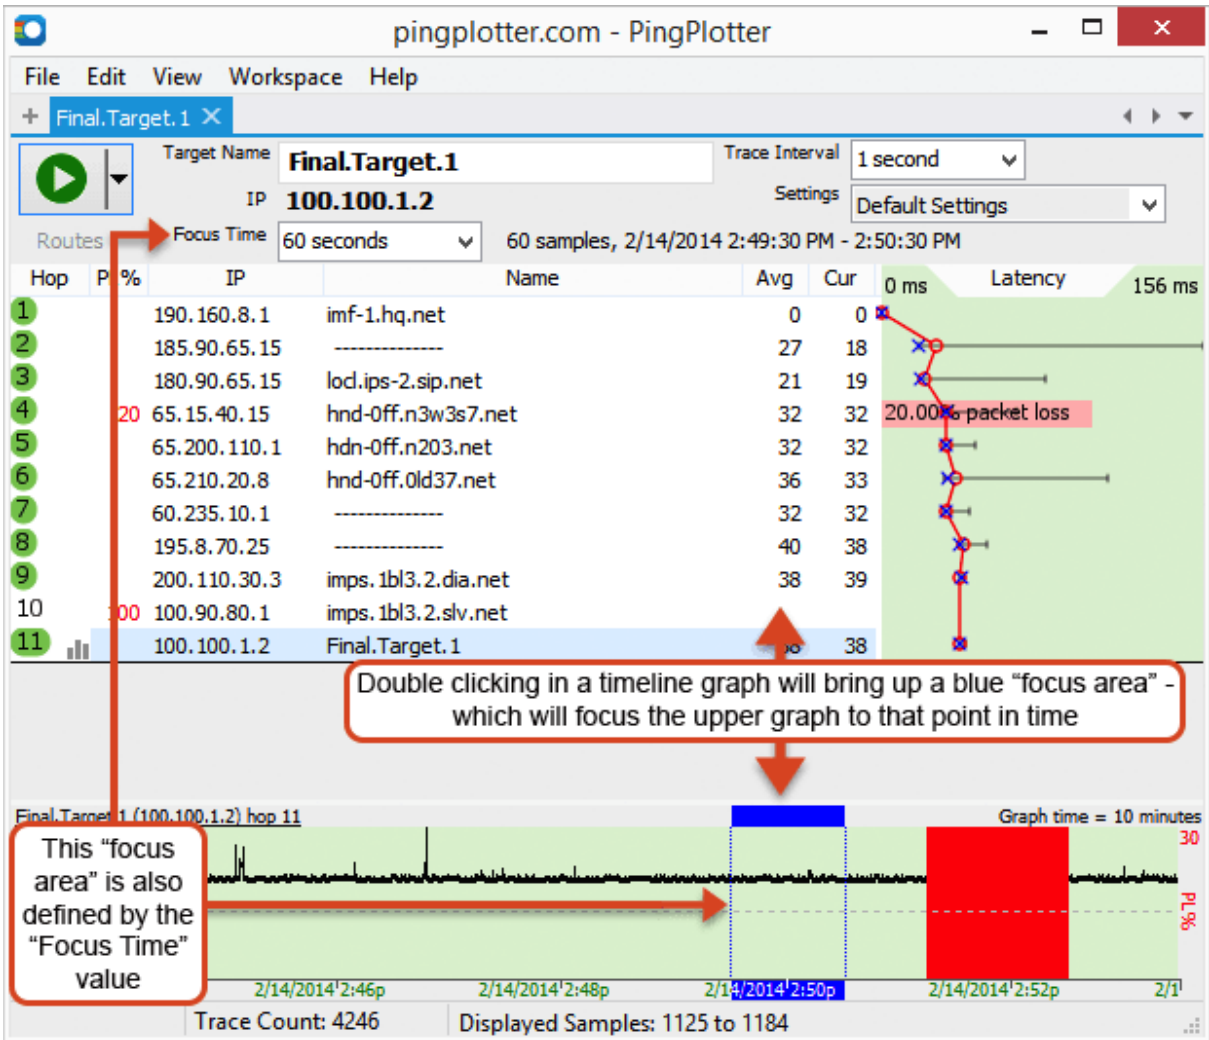 pingplotter.com - PingPlotter
File Edit View Workspace Help
+ Final.Target.1
Target Name Final.Target.1 Trace Interval 1 second
IP 100.100.1.2 Settings Default Settings
Routes Focus Time 60 seconds 60 samples, 2/14/2014 2:49:30 PM - 2:50:30 PM
Hop P % IP Name Avg Cur 0 ms Latency 156 ms
1 190.160.8.1 imf-1.hq.net 0 0
2 185.90.65.15 -------------- 27 18
3 180.90.65.15 locl.ips-2.sip.net 21 19
4 20 65.15.40.15 hnd-0ff.n3w3s7.net 32 32 20.00% packet loss
5 65.200.110.1 hdn-0ff.n203.net 32 32
6 65.210.20.8 hnd-0ff.0ld37.net 36 33
7 60.235.10.1 -------------- 32 32
8 195.8.70.25 -------------- 40 38
9 200.110.30.3 imps.1bl3.2.dia.net 38 39
10 100 100.90.80.1 imps.1bl3.2.slv.net
11 100.100.1.2 Final.Target.1 38
Double clicking in a timeline graph will bring up a blue “focus area” -
which will focus the upper graph to that point in time
Final.Target.1 (100.100.1.2) hop 11 Graph time = 10 minutes
30
PL%
This “focus
area” is also
defined by the
“Focus Time”
value
2/14/2014 2:46p 2/14/2014 2:48p 2/14/2014 2:50p 2/14/2014 2:52p 2/1
Trace Count: 4246 Displayed Samples: 1125 to 1184